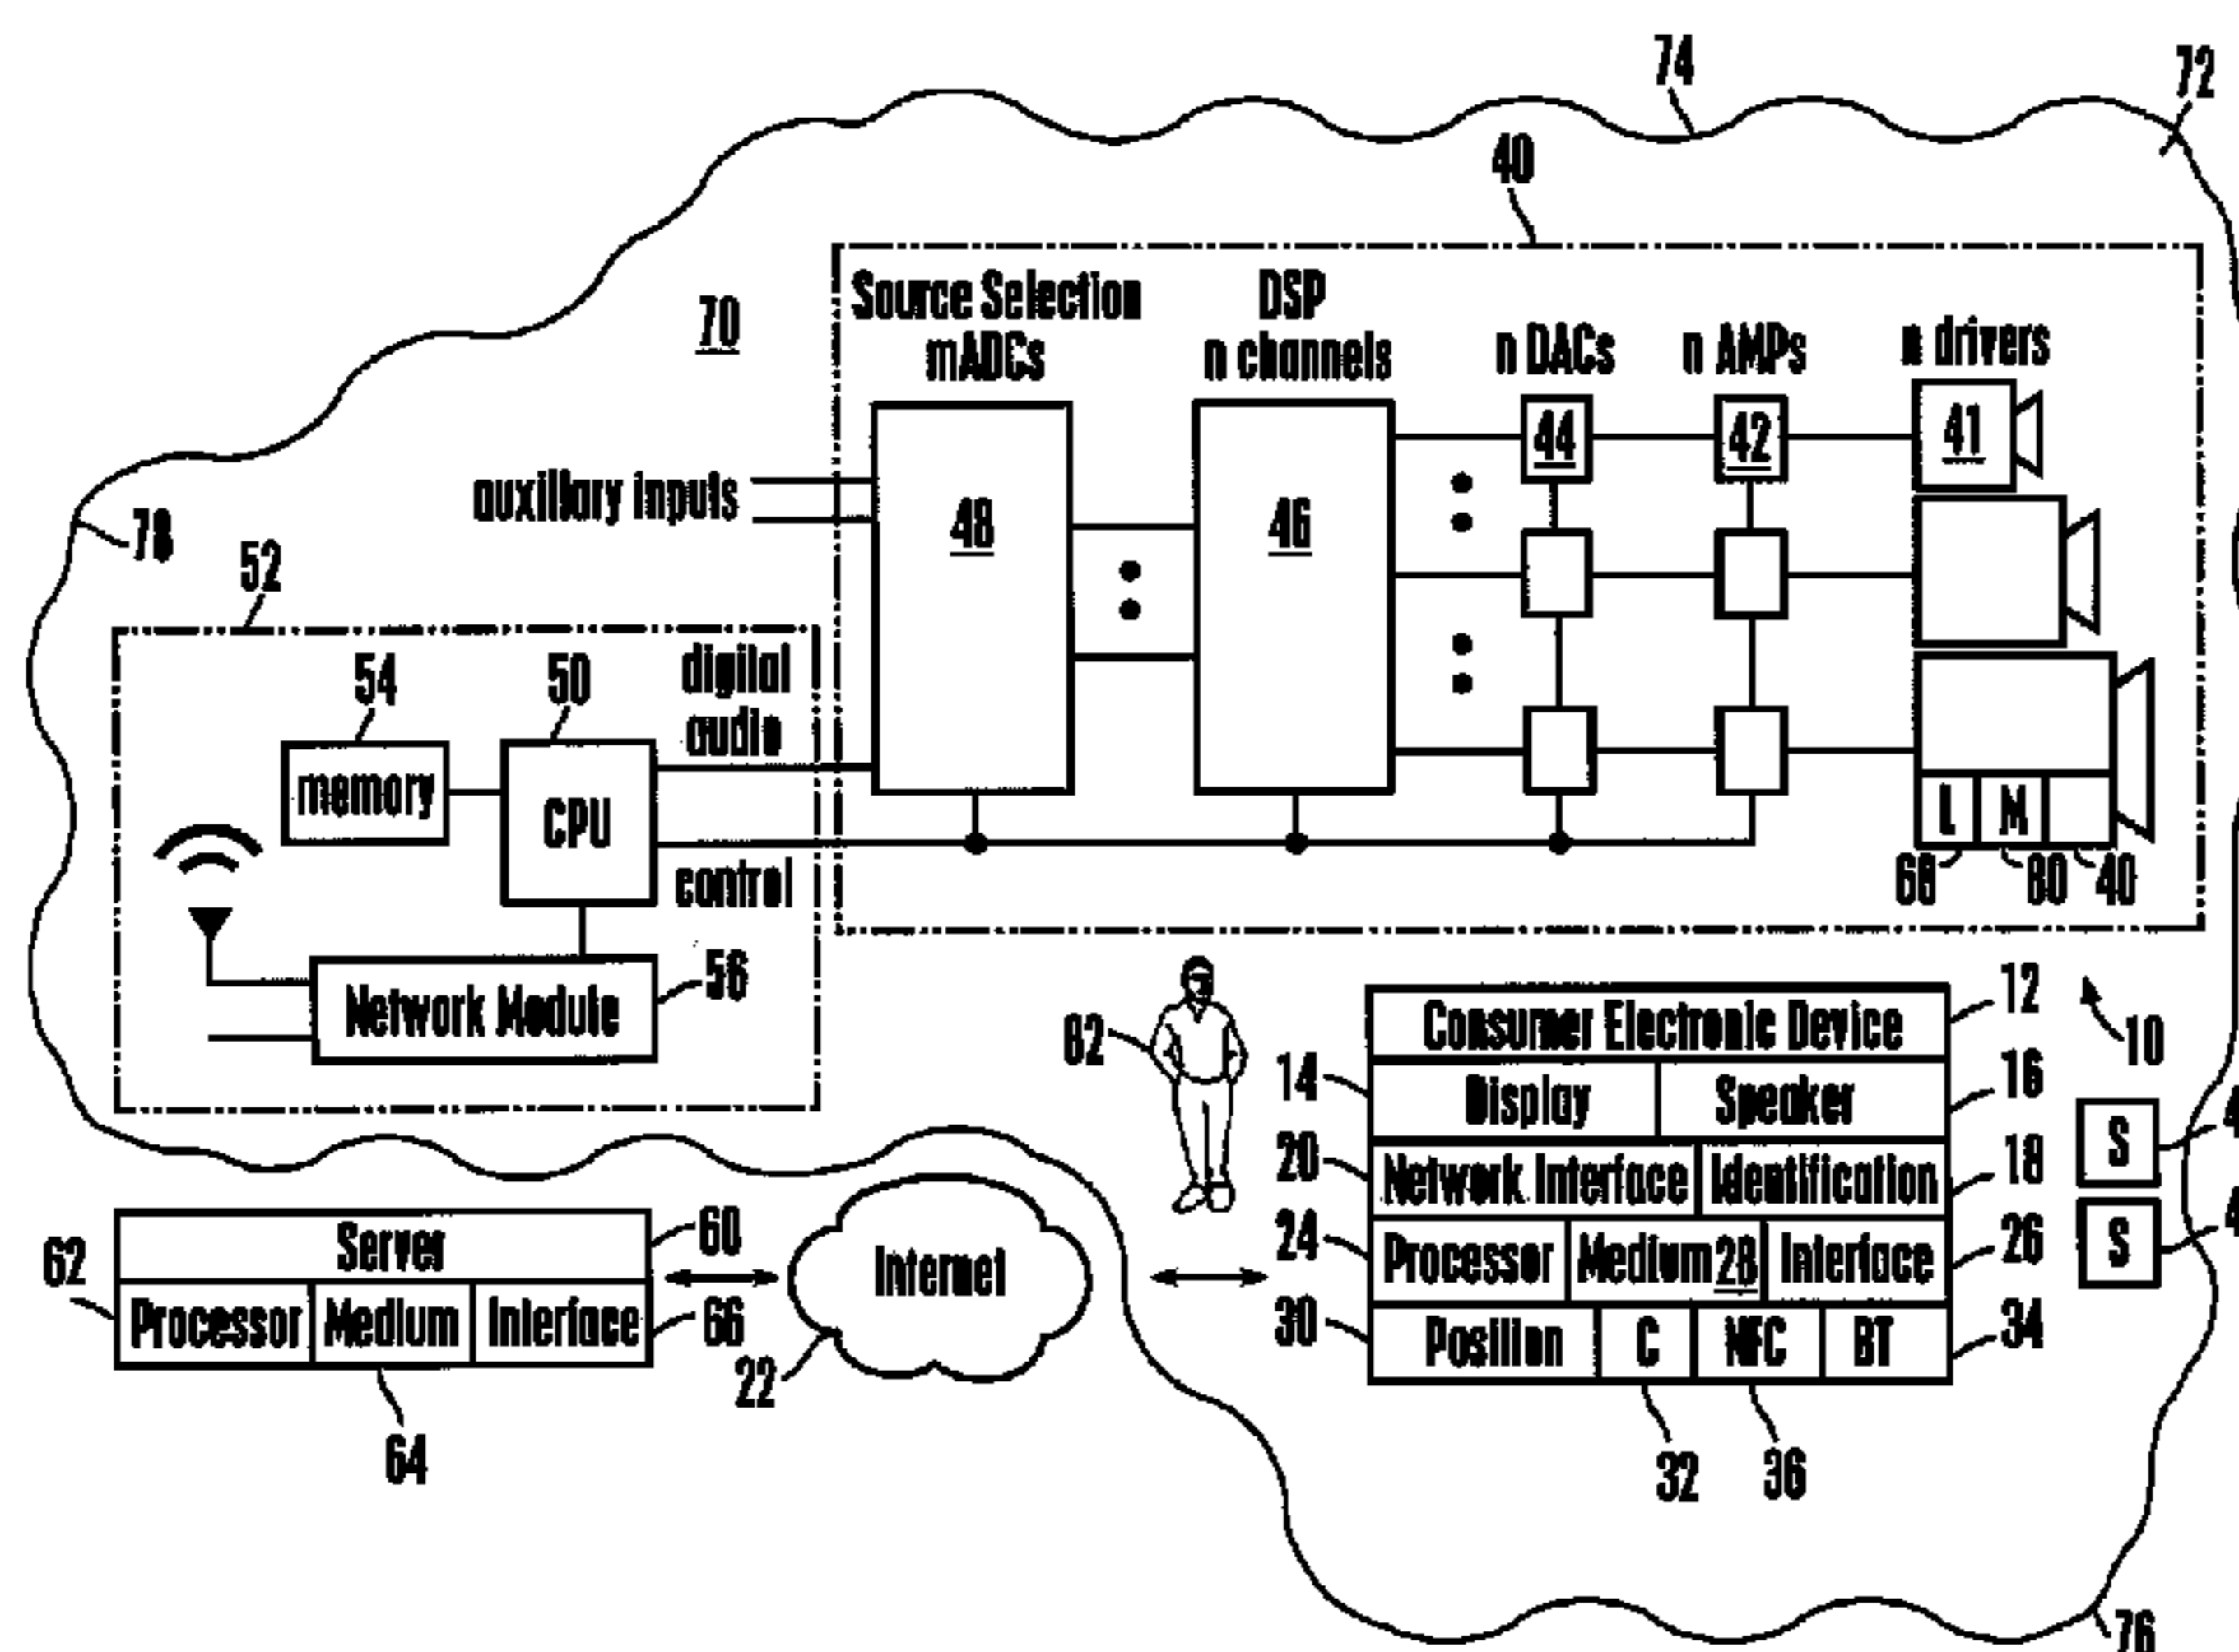 74
72
40
70
Source Selection
mADCs
DSP
n channels
n DACs
n AMPs
n drivers
44
42
41
auxillary inputs
48
46
78
52
54
50
digital
audio
memory
CPU
control
L
M
68
80
40
Network Module
56
82
Consumer Electronic Device
12
10
14
Display
Speaker
16
20
Network Interface
Identification
18
S
S
24
Processor
Medium 28
Interface
26
30
Position
C
NFC
BT
34
32
36
Server
60
62
Processor
Medium
Interface
66
64
Internet
22
76